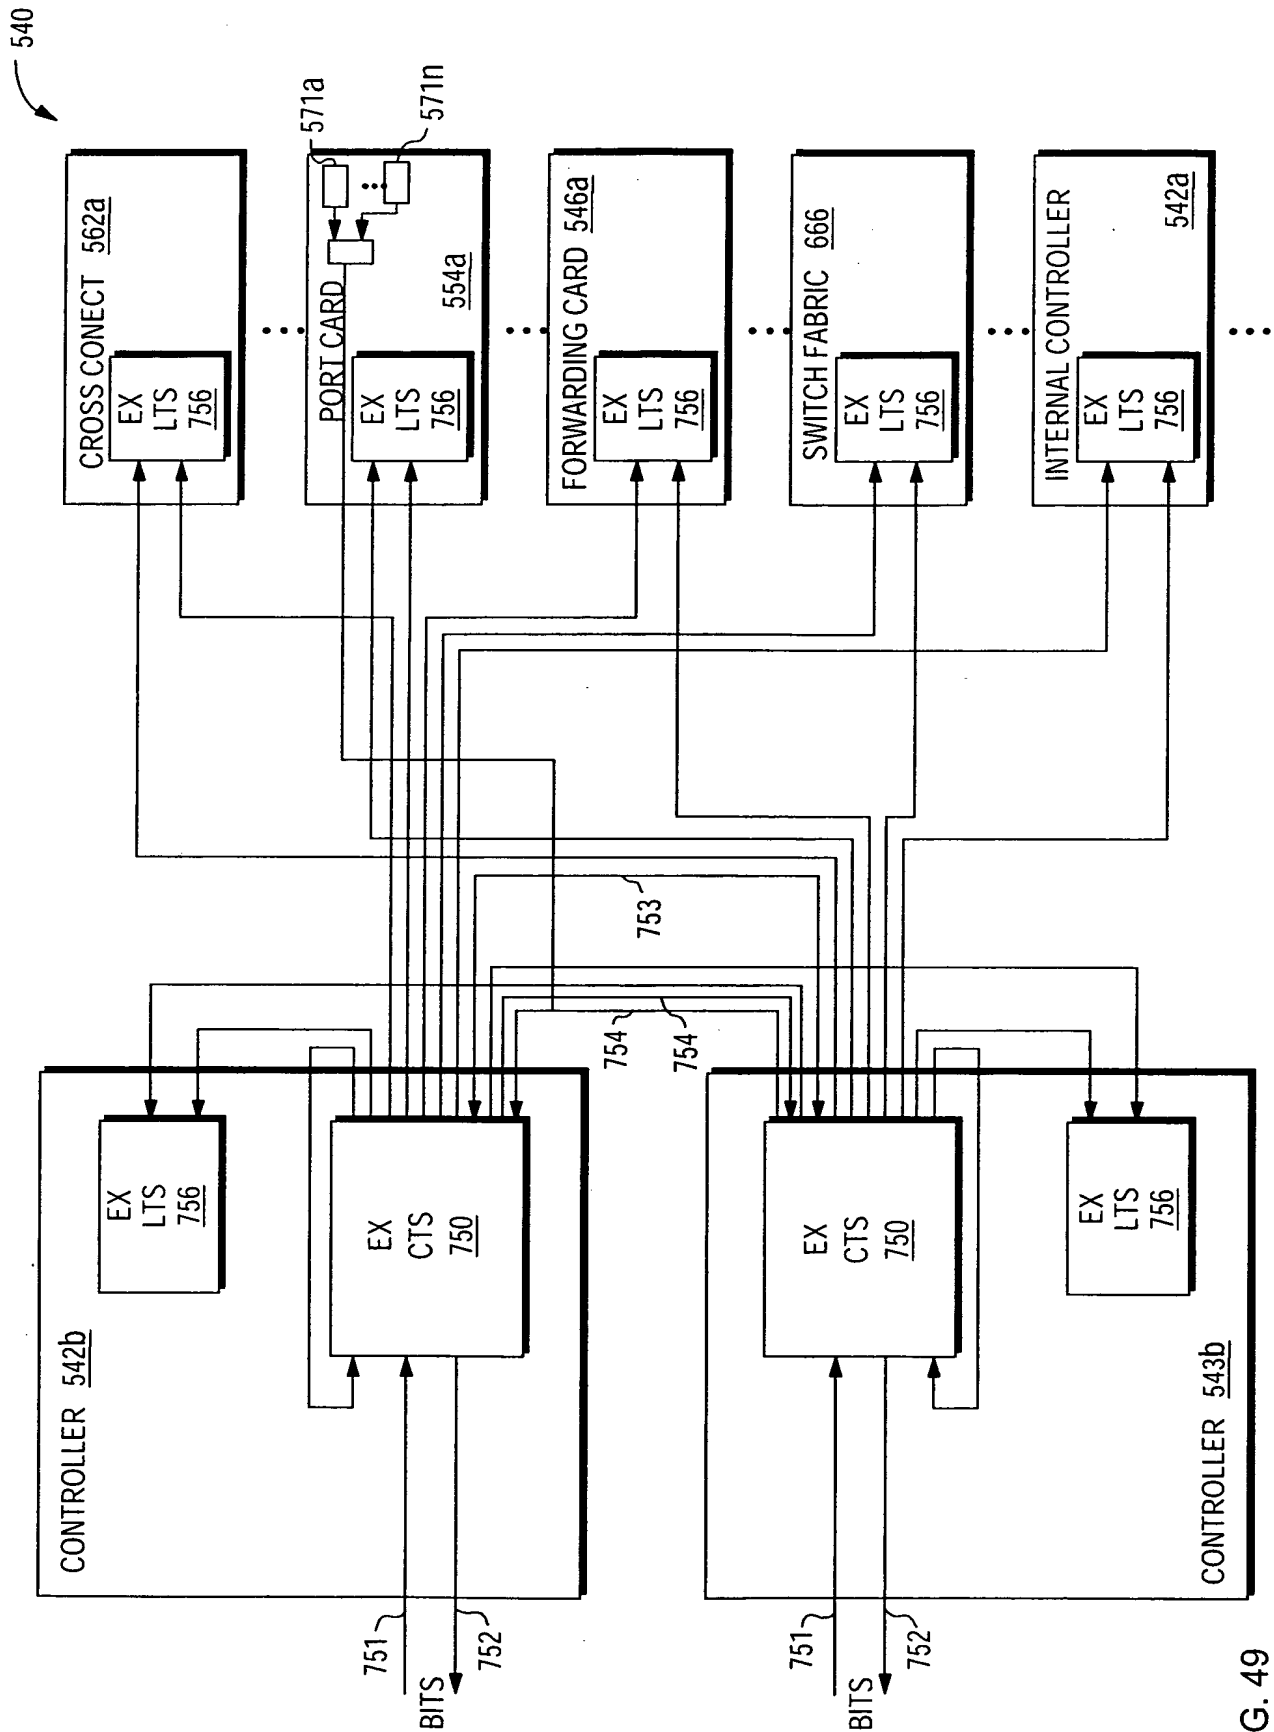 540
CROSS CONECT 562a
EX
LTS
756
571a
571n
PORT CARD
554a
EX
LTS
756
FORWARDING CARD 546a
EX
LTS
756
SWITCH FABRIC 666
EX
LTS
756
INTERNAL CONTROLLER
542a
EX
LTS
756
753
754
754
CONTROLLER 542b
EX
LTS
756
EX
CTS
750
751
BITS
752
CONTROLLER 543b
EX
CTS
750
EX
LTS
756
751
BITS
752
G. 49